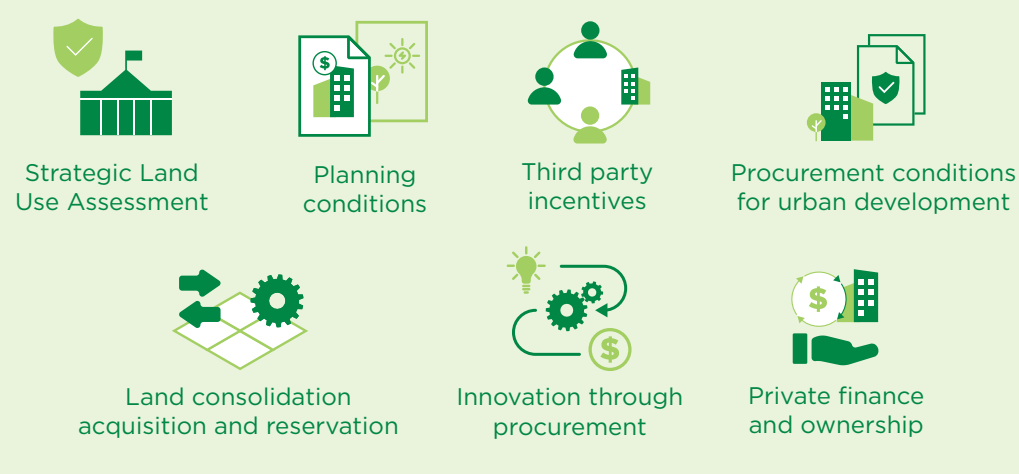 Strategic Land
Use Assessment
Planning
conditions
Third party
incentives
Procurement conditions
for urban development
Land consolidation
acquisition and reservation
Innovation through
procurement
Private finance
and ownership